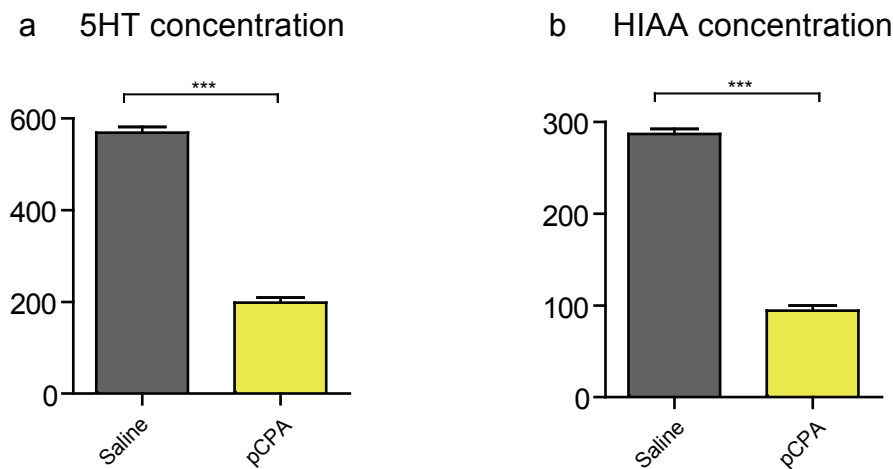 a 5HT concentration
***
600
400
200
0
Saline
pCPA
b HIAA concentration
***
300
200
100
0
Saline
pCPA